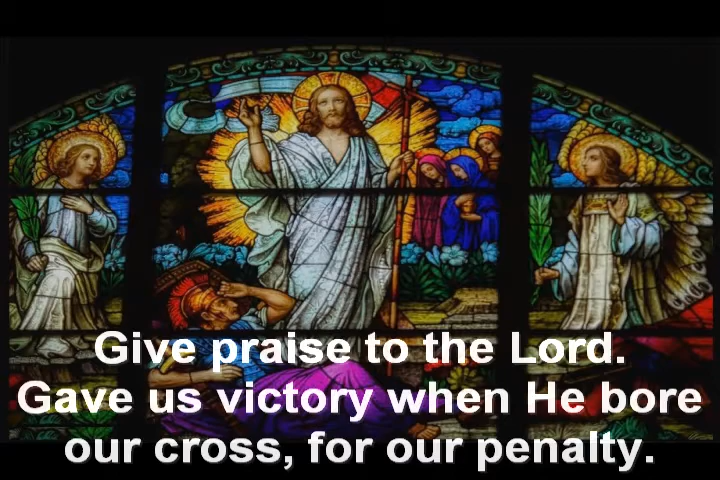 Give praise to the Lord.
Gave us victory when He bore
our cross, for our penalty.